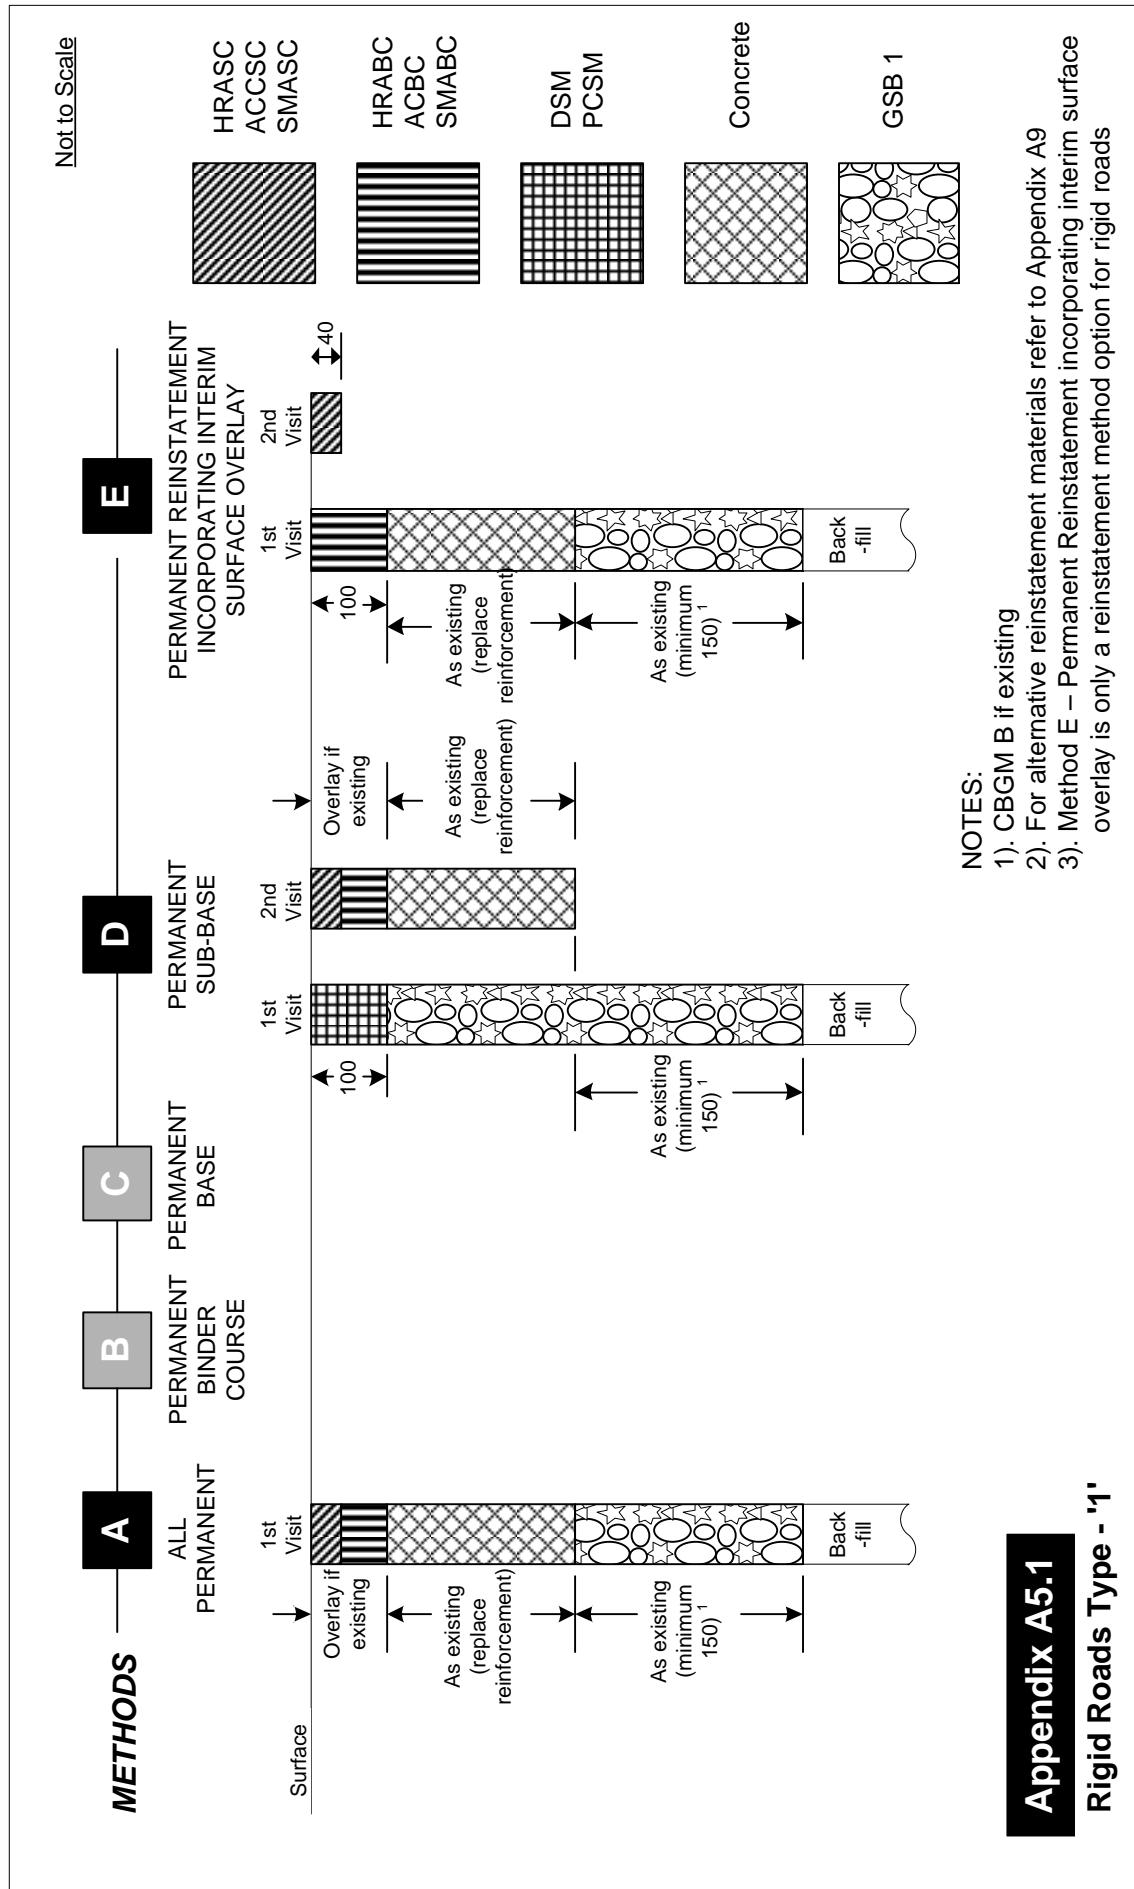 Not to Scale
METHODS
A
B
C
D
E
ALL
PERMANENT
PERMANENT
BINDER
COURSE
PERMANENT
BASE
PERMANENT
SUB-BASE
PERMANENT REINSTATEMENT
INCORPORATING INTERIM
SURFACE OVERLAY
Surface
1st
Visit
Overlay if
existing
As existing
(replace
reinforcement)
As existing
(minimum
150) 1
Back
-fill
1st
Visit
100
As existing
(minimum
150) 1
Back
-fill
2nd
Visit
Overlay if
existing
As existing
(replace
reinforcement)
1st
Visit
100
As existing
(replace
reinforcement)
As existing
(minimum
150) 1
Back
-fill
2nd
Visit
40
HRASC
ACCSC
SMASC
HRABC
ACBC
SMABC
DSM
PCSM
Concrete
GSB 1
NOTES:
1). CBGM B if existing
2). For alternative reinstatement materials refer to Appendix A9
3). Method E – Permanent Reinstatement incorporating interim surface
overlay is only a reinstatement method option for rigid roads
Appendix A5.1
Rigid Roads Type - '1'